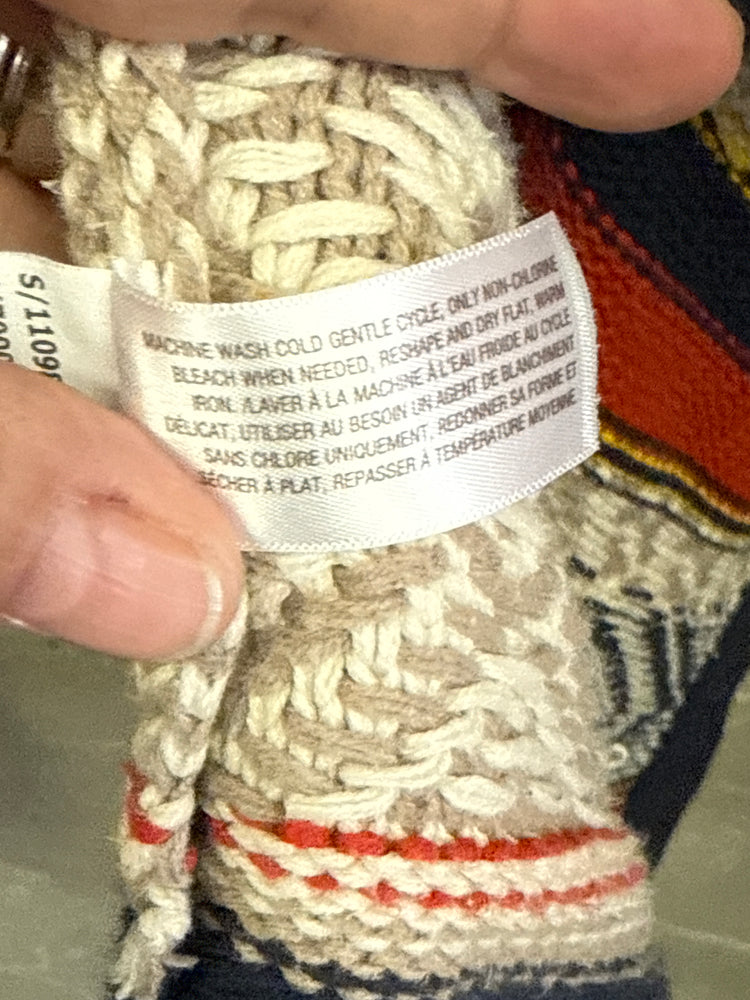 MACHINE WASH COLD GENTLE CYCLE, ONLY NON-CHLORINE
BLEACH WHEN NEEDED, RESHAPE AND DRY FLAT, WARM
IRON. /LAVER À LA MACHINE À L'EAU FROIDE AU CYCLE
DÉLICAT, UTILISER AU BESOIN UN AGENT DE BLANCHIMENT
SANS CHLORE UNIQUEMENT, REDONNER SA FORME ET
SÉCHER À PLAT, REPASSER À TEMPÉRATURE MOYENNE